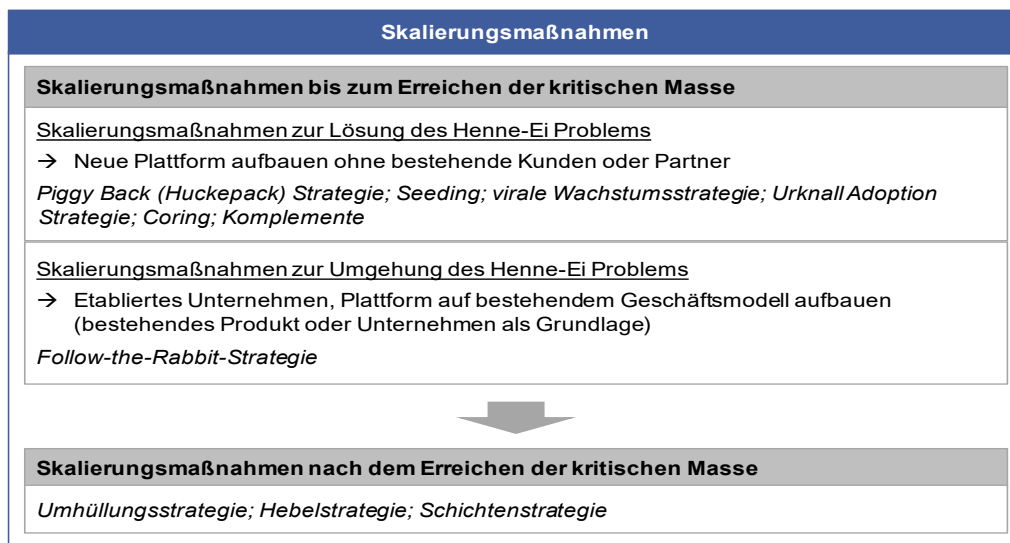 Skalierungsmaßnahmen
Skalierungsmaßnahmen bis zum Erreichen der kritischen Masse
Skalierungsmaßnahmen zur Lösung des Henne-Ei Problems
→ Neue Plattform aufbauen ohne bestehende Kunden oder Partner
Piggy Back (Huckepack) Strategie; Seeding; virale Wachstumsstrategie; Urknall Adoption
Strategie; Coring; Komplemente
Skalierungsmaßnahmen zur Umgehung des Henne-Ei Problems
→ Etabliertes Unternehmen, Plattform auf bestehendem Geschäftsmodell aufbauen
(bestehendes Produkt oder Unternehmen als Grundlage)
Follow-the-Rabbit-Strategie
Skalierungsmaßnahmen nach dem Erreichen der kritischen Masse
Umhüllungsstrategie; Hebelstrategie; Schichtenstrategie